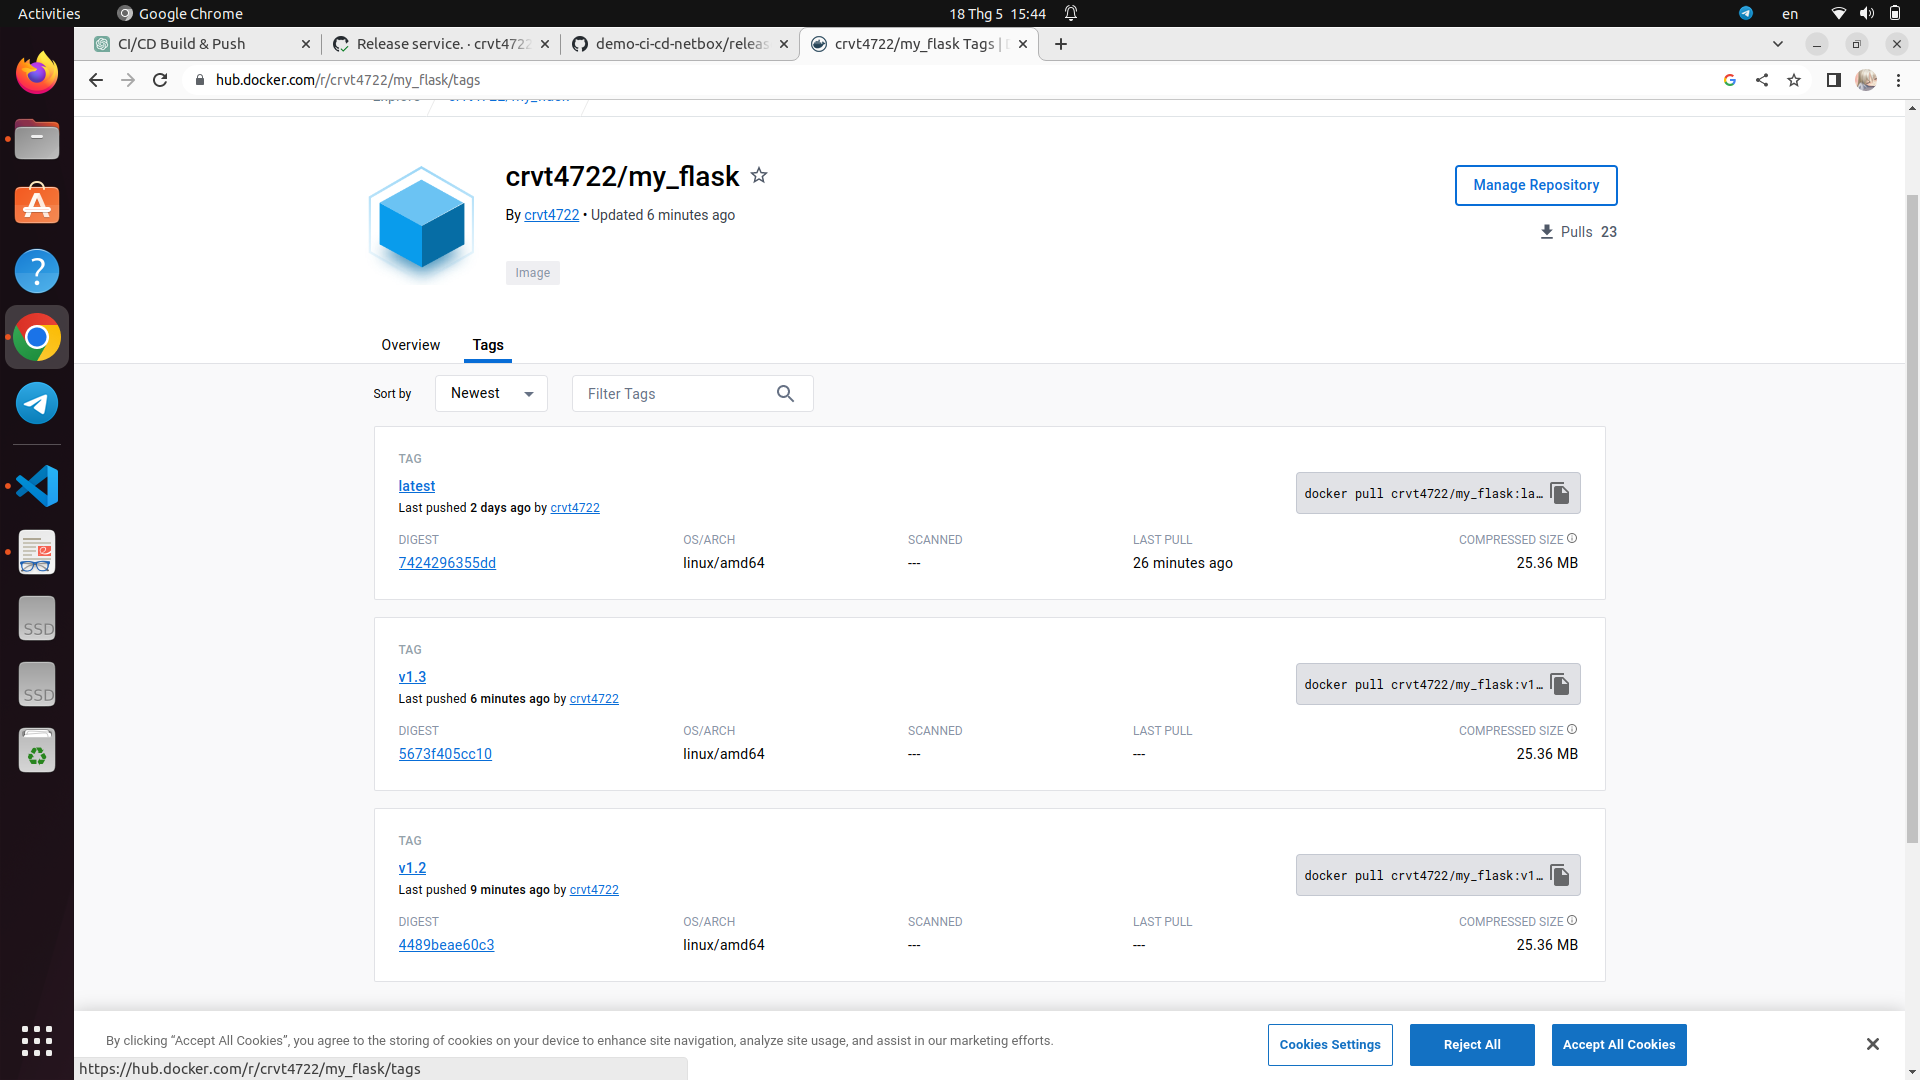 Activities Google Chrome 18 Thg 5 15:44 en
CI/CD Build & Push Release service. · crvt4722 demo-ci-cd-netbox/releas crvt4722/my_flask Tags |
hub.docker.com/r/crvt4722/my_flask/tags
Explore crvt4722/my_flask
crvt4722/my_flask
Manage Repository
By crvt4722 • Updated 6 minutes ago
Pulls 23
Image
Overview Tags
Sort by Newest Filter Tags
TAG
latest
docker pull crvt4722/my_flask:la…
Last pushed 2 days ago by crvt4722
DIGEST OS/ARCH SCANNED LAST PULL COMPRESSED SIZE
7424296355dd linux/amd64 --- 26 minutes ago 25.36 MB
TAG
v1.3
docker pull crvt4722/my_flask:v1…
Last pushed 6 minutes ago by crvt4722
DIGEST OS/ARCH SCANNED LAST PULL COMPRESSED SIZE
5673f405cc10 linux/amd64 --- --- 25.36 MB
TAG
v1.2
docker pull crvt4722/my_flask:v1…
Last pushed 9 minutes ago by crvt4722
DIGEST OS/ARCH SCANNED LAST PULL COMPRESSED SIZE
4489beae60c3 linux/amd64 --- --- 25.36 MB
By clicking “Accept All Cookies”, you agree to the storing of cookies on your device to enhance site navigation, analyze site usage, and assist in our marketing efforts.
Cookies Settings Reject All Accept All Cookies
https://hub.docker.com/r/crvt4722/my_flask/tags
SSD
SSD